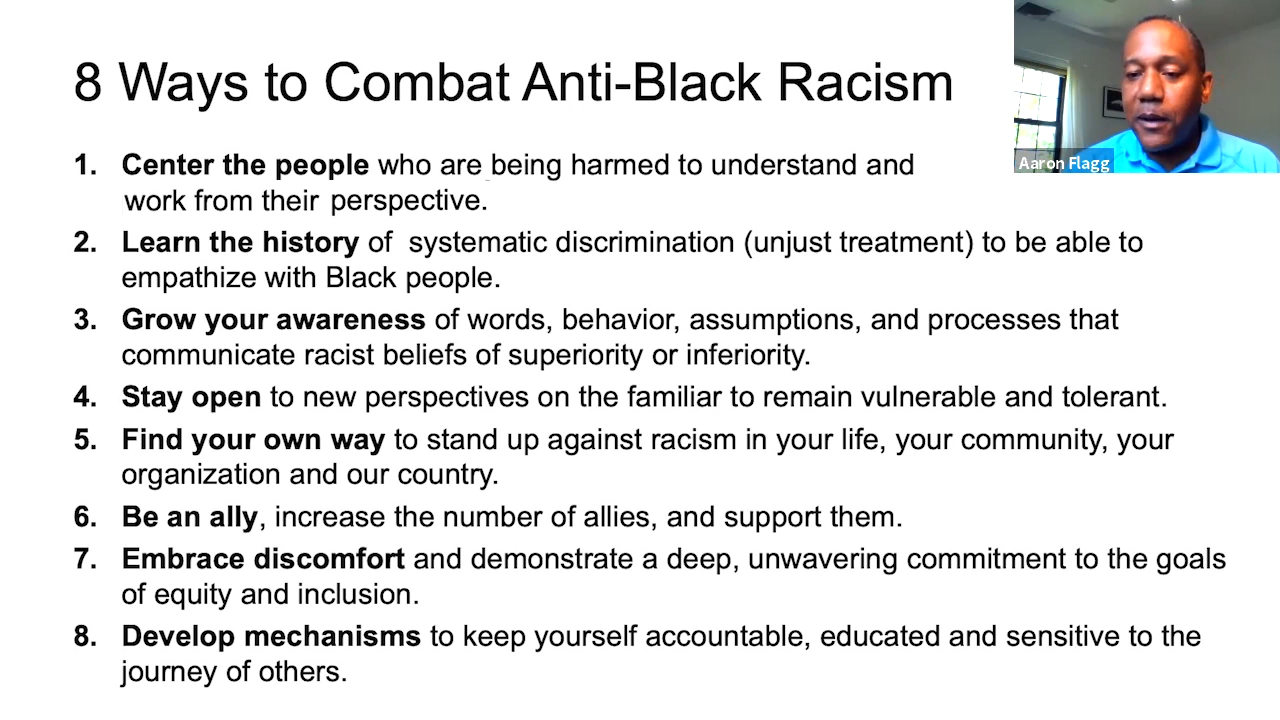 8 Ways to Combat Anti-Black Racism
Aaron Flagg
1. Center the people who are being harmed to understand and
work from their perspective.
2. Learn the history of  systematic discrimination (unjust treatment) to be able to
empathize with Black people.
3. Grow your awareness of words, behavior, assumptions, and processes that
communicate racist beliefs of superiority or inferiority.
4. Stay open to new perspectives on the familiar to remain vulnerable and tolerant.
5. Find your own way to stand up against racism in your life, your community, your
organization and our country.
6. Be an ally, increase the number of allies, and support them.
7. Embrace discomfort and demonstrate a deep, unwavering commitment to the goals
of equity and inclusion.
8. Develop mechanisms to keep yourself accountable, educated and sensitive to the
journey of others.